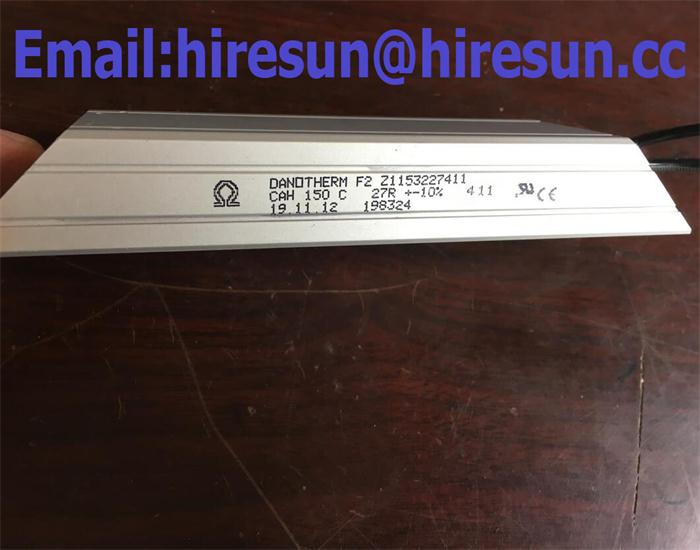 Email:hiresun@hiresun.cc
DANOTHERM F2 Z1153227411
CAH 150 C 27R +-10% 411
19.11.12 198324